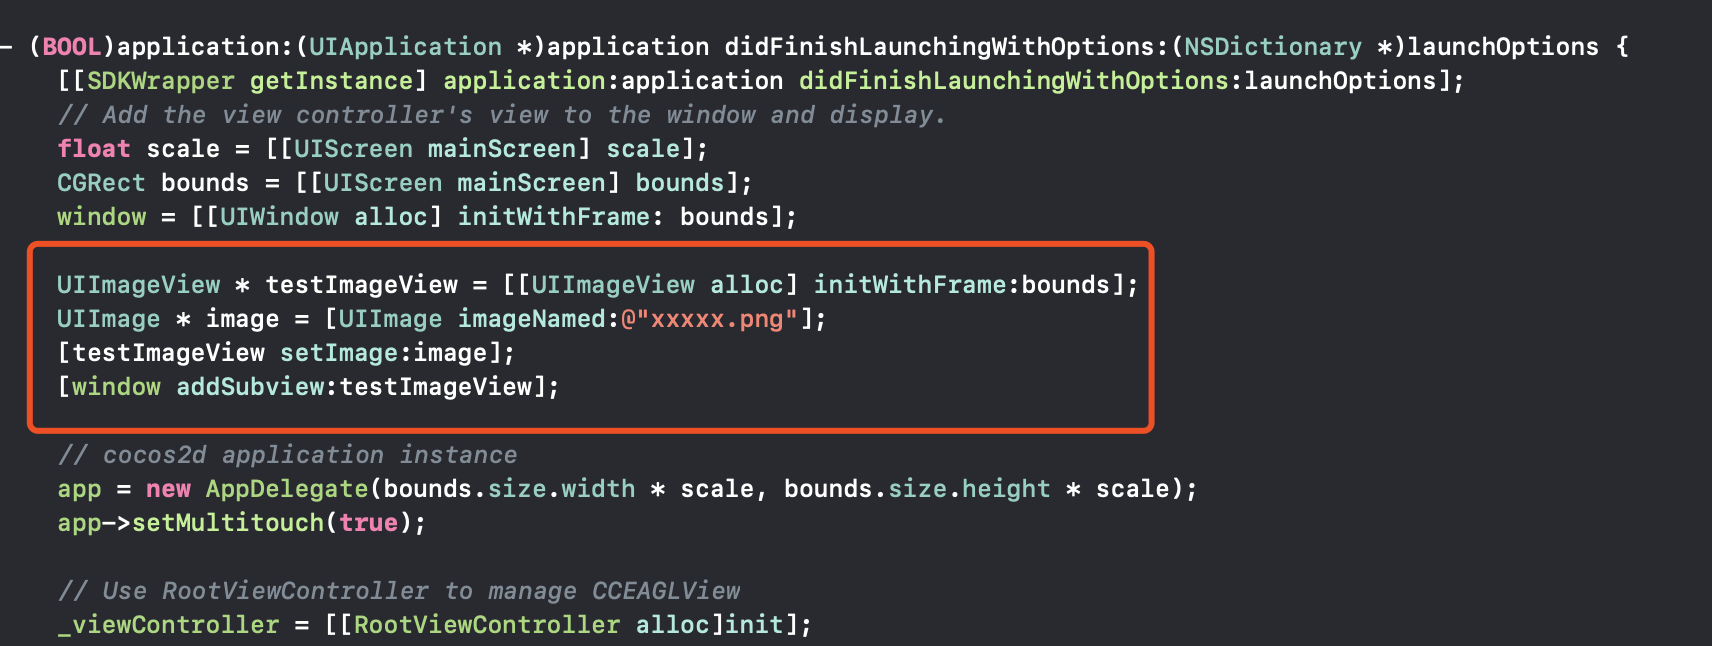 – (BOOL)application:(UIApplication *)application didFinishLaunchingWithOptions:(NSDictionary *)launchOptions {
[[SDKWrapper getInstance] application:application didFinishLaunchingWithOptions:launchOptions];
// Add the view controller's view to the window and display.
float scale = [[UIScreen mainScreen] scale];
CGRect bounds = [[UIScreen mainScreen] bounds];
window = [[UIWindow alloc] initWithFrame: bounds];
UIImageView * testImageView = [[UIImageView alloc] initWithFrame:bounds];
UIImage * image = [UIImage imageNamed:@"xxxxx.png"];
[testImageView setImage:image];
[window addSubview:testImageView];
// cocos2d application instance
app = new AppDelegate(bounds.size.width * scale, bounds.size.height * scale);
app->setMultitouch(true);
// Use RootViewController to manage CCEAGLView
_viewController = [[RootViewController alloc]init];